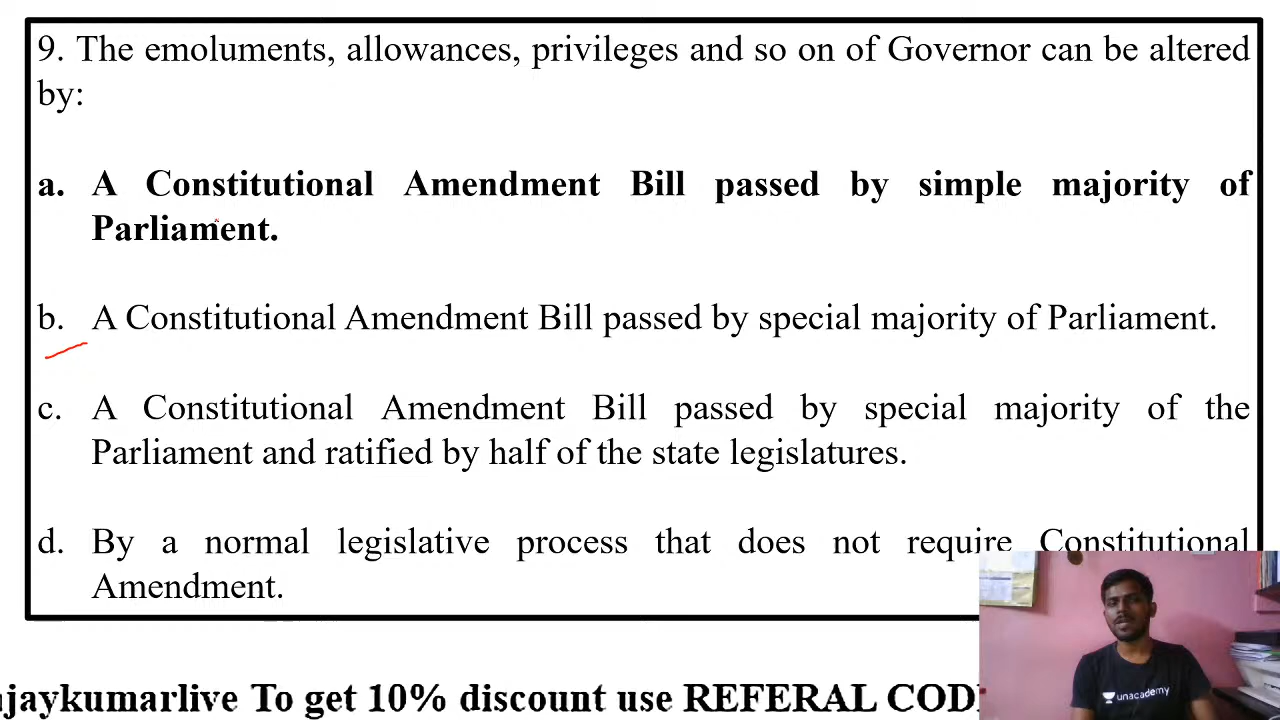 9. The emoluments, allowances, privileges and so on of Governor can be altered
by:
a. A Constitutional Amendment Bill passed by simple majority of
Parliament.
b. A Constitutional Amendment Bill passed by special majority of Parliament.
c. A Constitutional Amendment Bill passed by special majority of the
Parliament and ratified by half of the state legislatures.
d. By a normal legislative process that does not require Constitutional
Amendment.
unacademy
jaykumarlive To get 10% discount use REFERAL COD